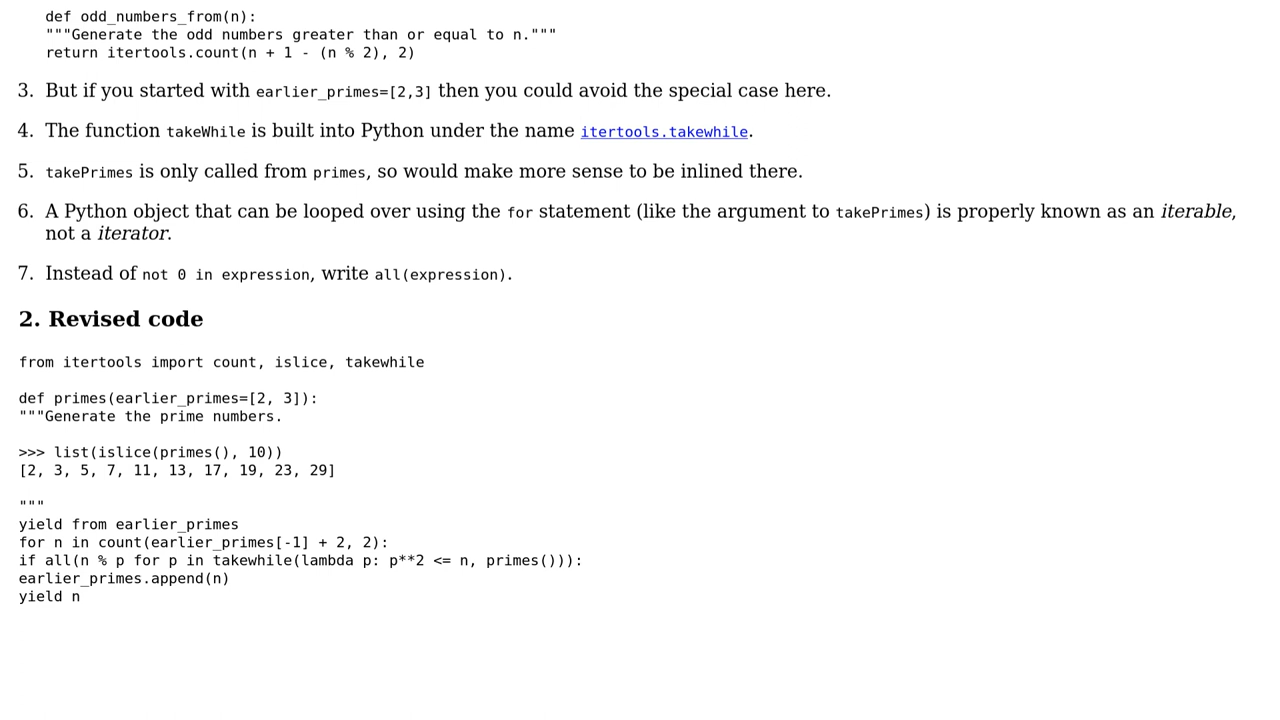 def odd_numbers_from(n):
"""Generate the odd numbers greater than or equal to n."""
return itertools.count(n + 1 - (n % 2), 2)
3. But if you started with earlier_primes=[2,3] then you could avoid the special case here.
4. The function takeWhile is built into Python under the name itertools.takewhile.
5. takePrimes is only called from primes, so would make more sense to be inlined there.
6. A Python object that can be looped over using the for statement (like the argument to takePrimes) is properly known as an iterable,
not a iterator.
7. Instead of not 0 in expression, write all(expression).
2. Revised code
from itertools import count, islice, takewhile
def primes(earlier_primes=[2, 3]):
"""Generate the prime numbers.
>>> list(islice(primes(), 10))
[2, 3, 5, 7, 11, 13, 17, 19, 23, 29]
"""
yield from earlier_primes
for n in count(earlier_primes[-1] + 2, 2):
if all(n % p for p in takewhile(lambda p: p**2 <= n, primes())):
earlier_primes.append(n)
yield n